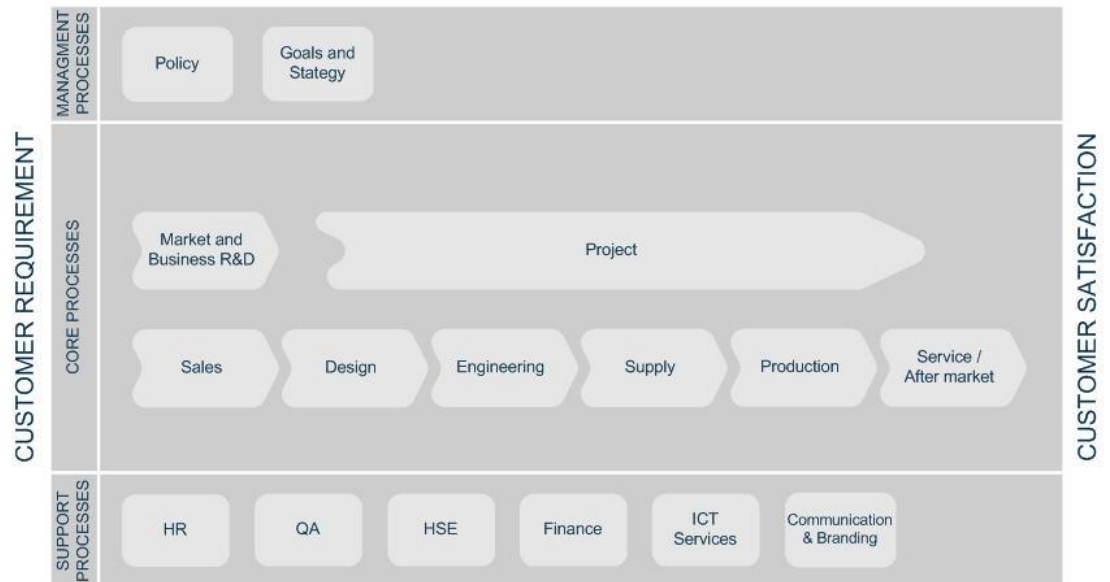 CUSTOMER REQUIREMENT
MANAGMENT
PROCESSES
Policy
Goals and
Stategy
CORE PROCESSES
Market and
Business R&D
Project
Sales
Design
Engineering
Supply
Production
Service /
After market
SUPPORT
PROCESSES
HR
QA
HSE
Finance
ICT
Services
Communication
& Branding
CUSTOMER SATISFACTION